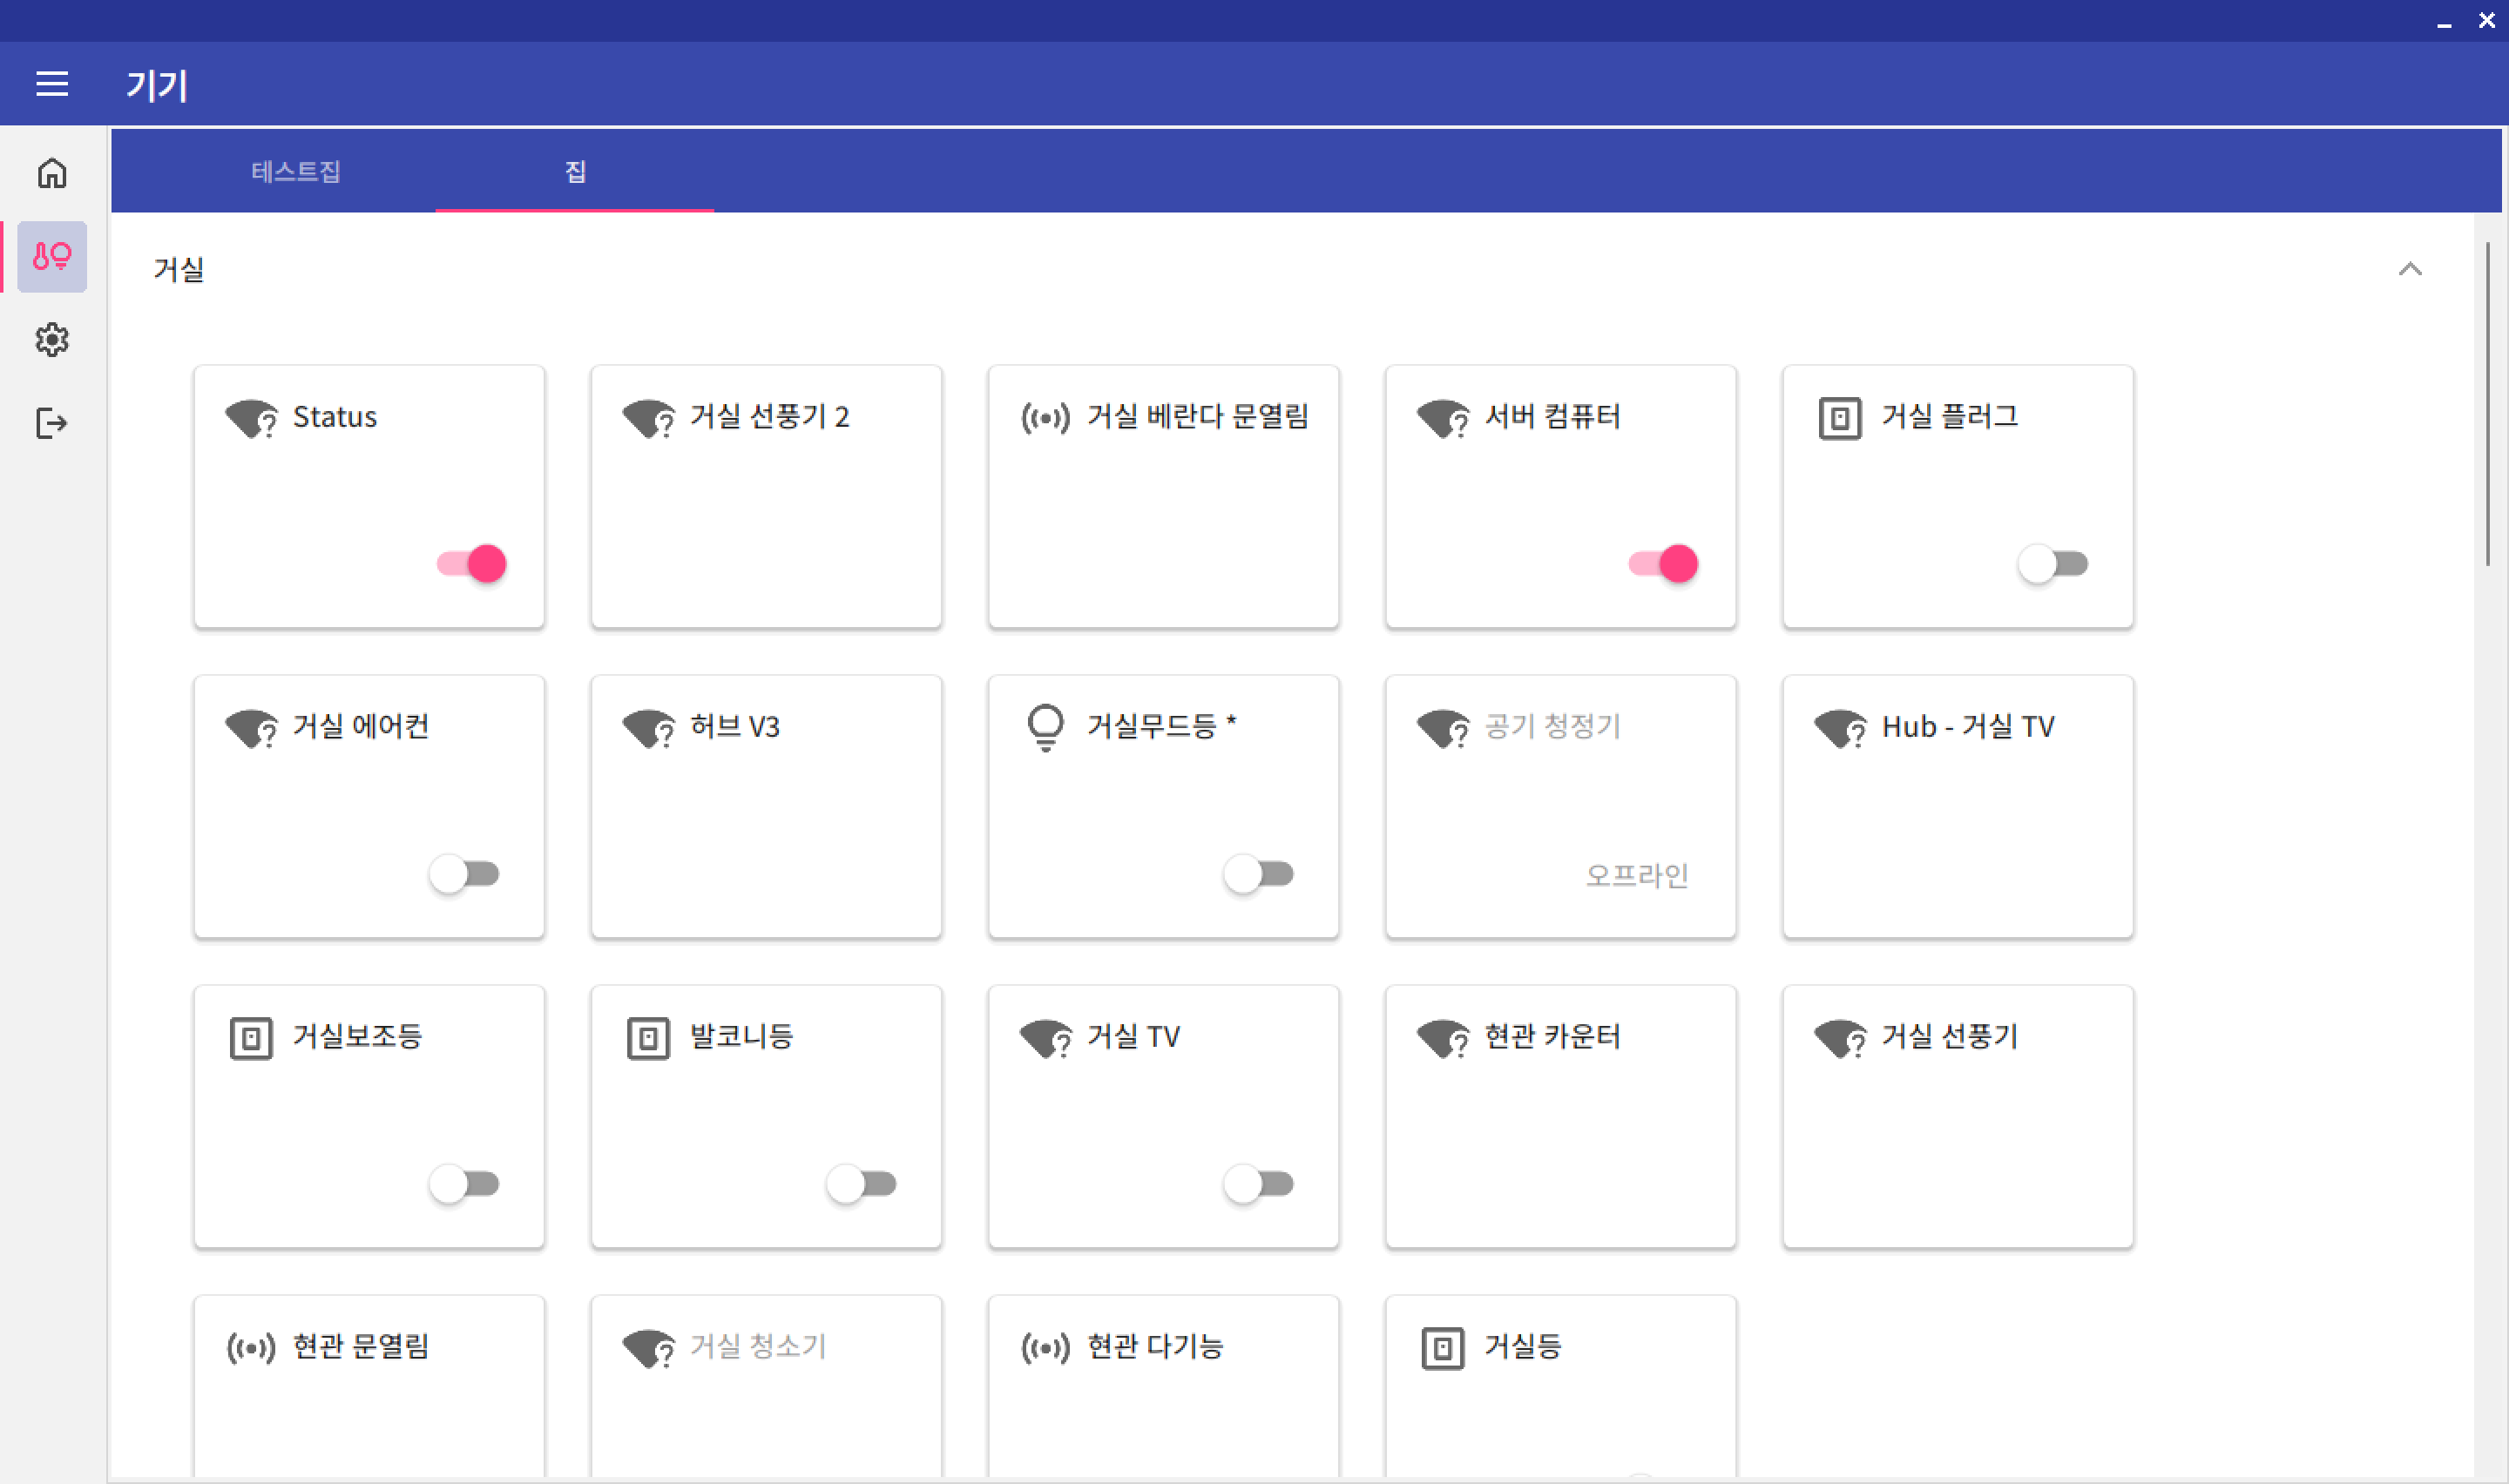 기기
테스트집
집
거실
Status
거실 선풍기 2
거실 베란다 문열림
서버 컴퓨터
거실 플러그
거실 에어컨
허브 V3
거실무드등 *
공기 청정기
오프라인
Hub - 거실 TV
거실보조등
발코니등
거실 TV
현관 카운터
거실 선풍기
현관 문열림
거실 청소기
현관 다기능
거실등